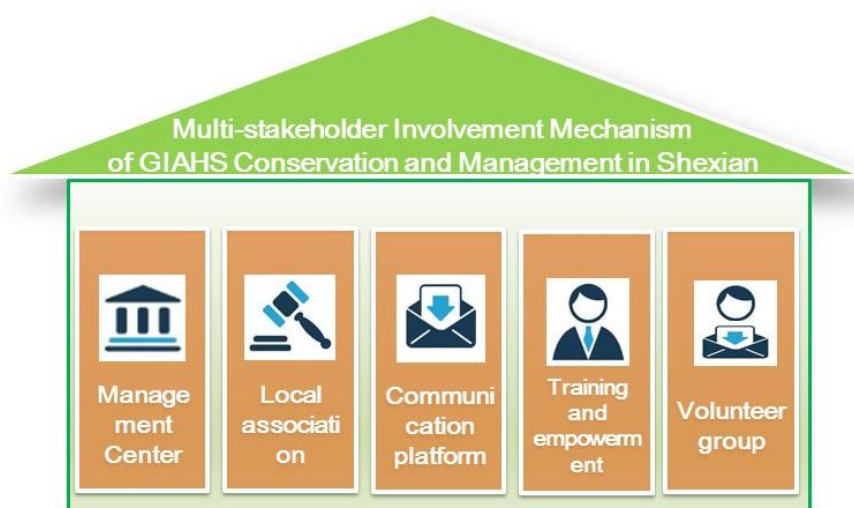 Multi-stakeholder Involvement Mechanism
of GIAHS Conservation and Management in Shexian
Manage
ment
Center
Local
associati
on
Communi
cation
platform
Training
and
empowerm
ent
Volunteer
group